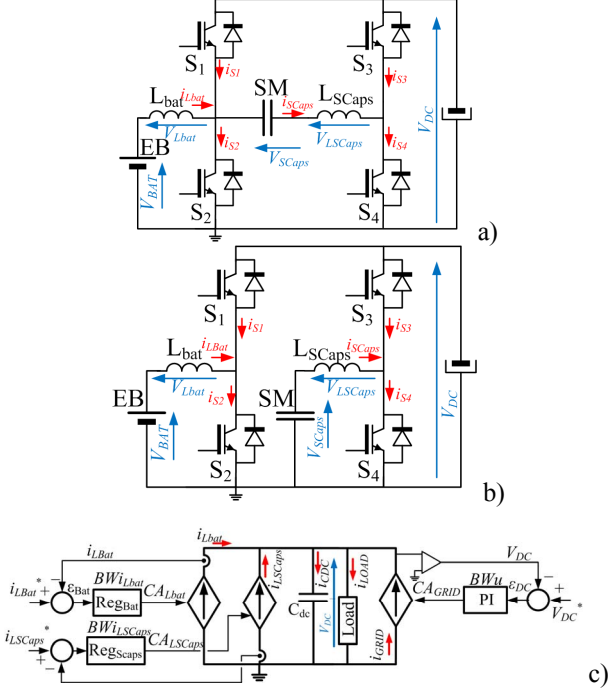 S1 S3
iS1 iS3
Lbat iLbat SM iSCaps LSCaps
VLbat iS2 VSCaps VLSCaps iS4 VDC
EB
VBAT
S2 S4
a)
S1 S3
iS1 iS3
Lbat iLBat LSCaps iSCaps
VLbat iS2 VLSCaps iS4 VDC
EB SM
VBAT VSCaps
S2 S4
b)
iLbat
iLBat iLSCaps iCDC iLOAD VDC
iLBat* + − εBat BWiLbat RegBat CALbat Cdc VDC Load CAGRID BWu PI εDC − + VDC*
iLSCaps* + − BWiLSCaps RegScaps CALSCaps iGRID
c)